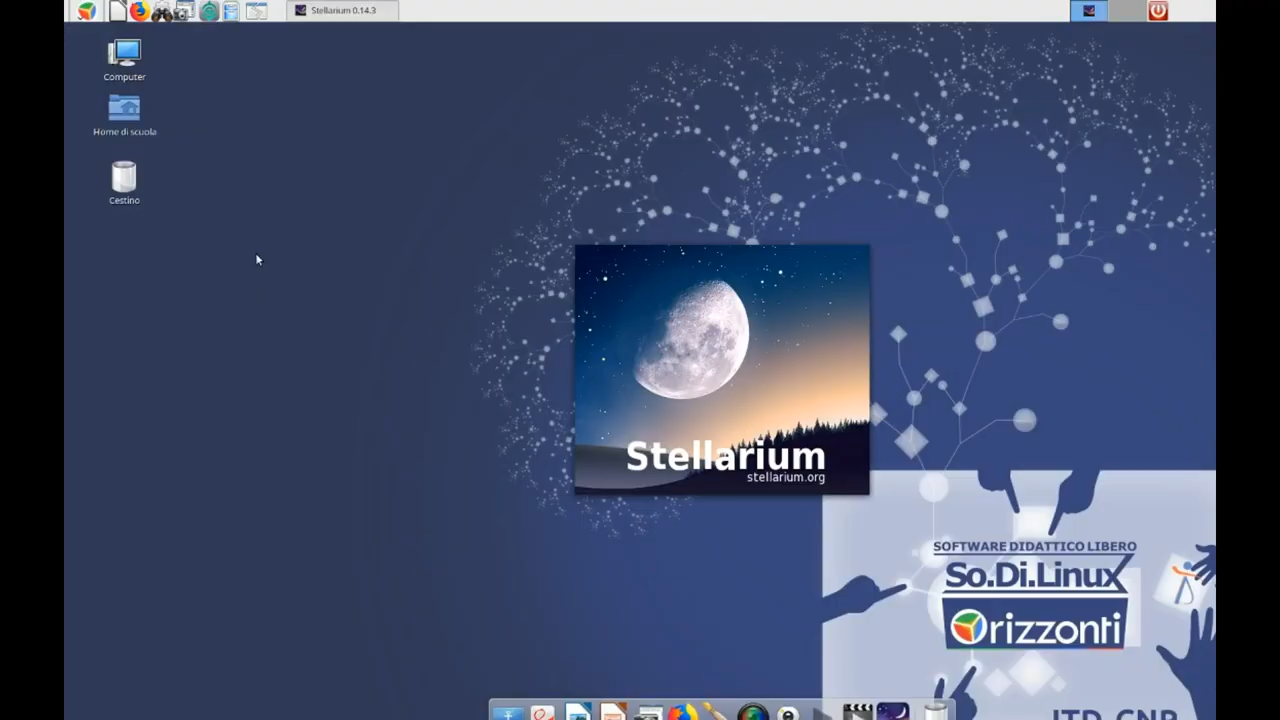 Stellarium 0.14.3
Computer
Home di scuola
Cestino
Stellarium
stellarium.org
SOFTWARE DIDATTICO LIBERO
So.Di.Linux
Orizzonti
ITD CNR